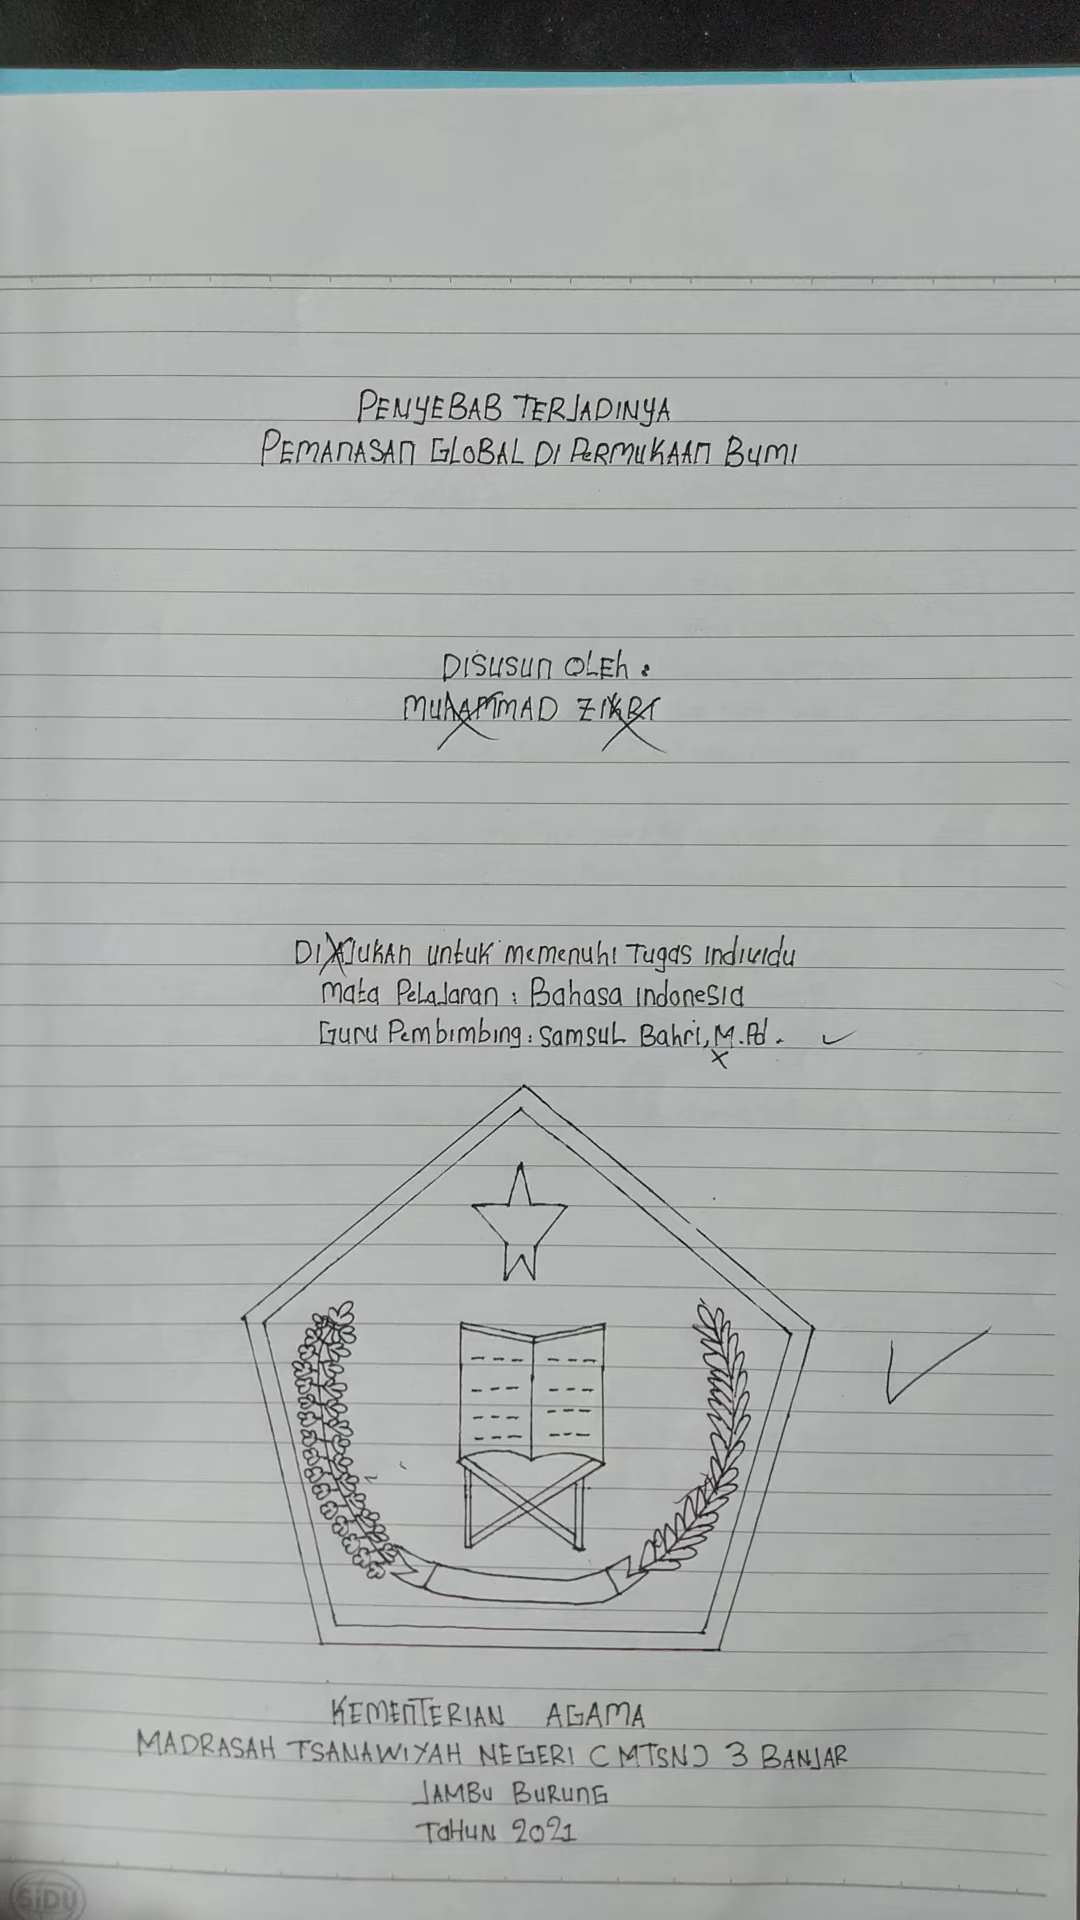 PENYEBAB TERJADINYA
PEMANASAN GLOBAL DI PERMUKAAN BUMI
DISUSUN OLEH :
MUHAMMAD ZIKRI
DIAJUKAN UNTUK MEMENUHI TUGAS INDIVIDU
MATA PELAJARAN : BAHASA INDONESIA
GURU PEMBIMBING : SAMSUL BAHRI, M.Pd.
KEMENTERIAN AGAMA
MADRASAH TSANAWIYAH NEGERI (MTSN) 3 BANJAR
JAMBU BURUNG
TAHUN 2021
SiDU